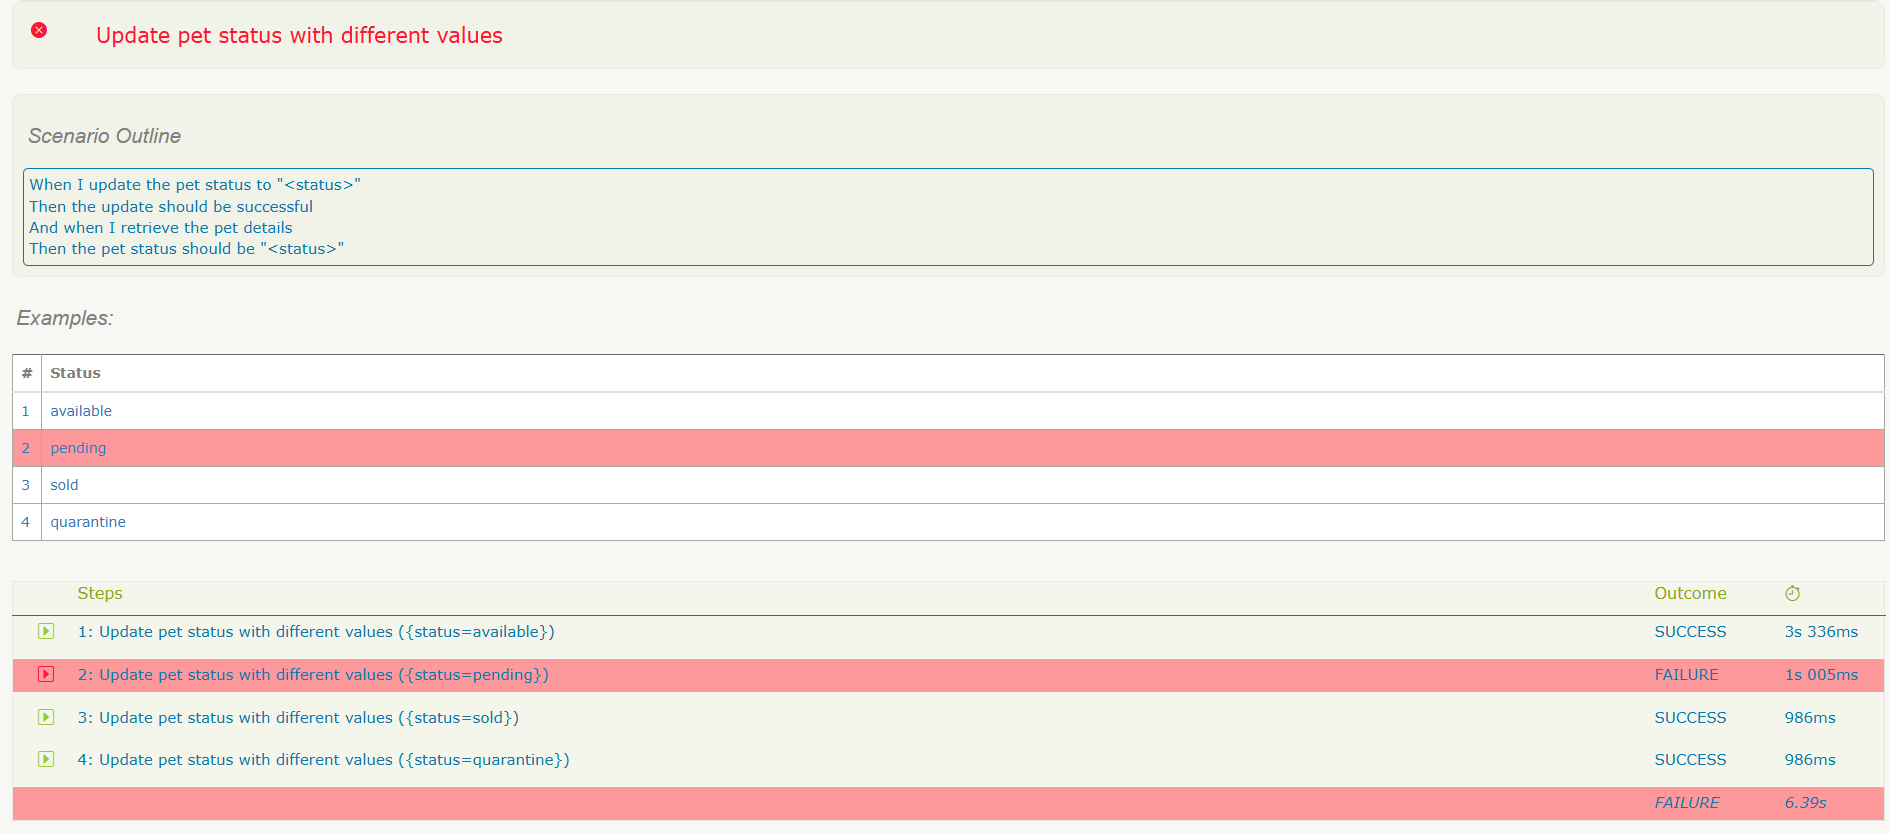 Update pet status with different values
Scenario Outline
When I update the pet status to "<status>"
Then the update should be successful
And when I retrieve the pet details
Then the pet status should be "<status>"
Examples:
# Status
1 available
2 pending
3 sold
4 quarantine
Steps Outcome
1: Update pet status with different values ({status=available}) SUCCESS 3s 336ms
2: Update pet status with different values ({status=pending}) FAILURE 1s 005ms
3: Update pet status with different values ({status=sold}) SUCCESS 986ms
4: Update pet status with different values ({status=quarantine}) SUCCESS 986ms
FAILURE 6.39s